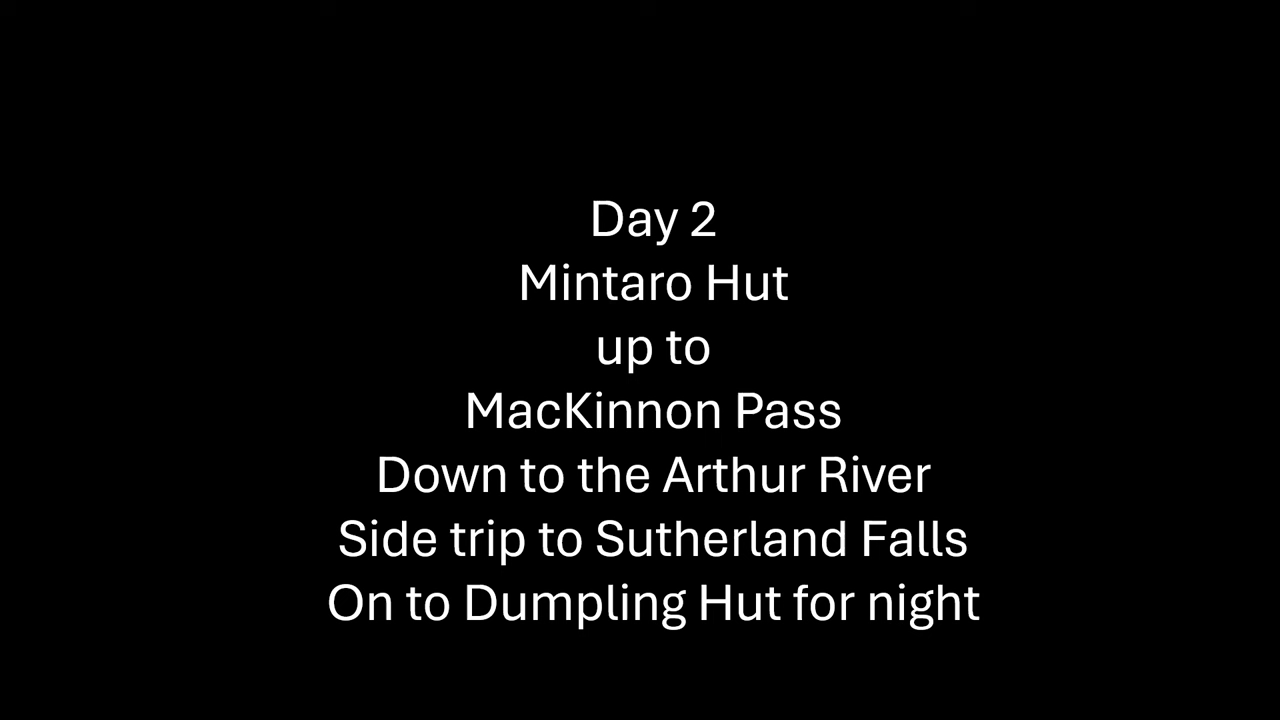 Day 2
Mintaro Hut
up to
MacKinnon Pass
Down to the Arthur River
Side trip to Sutherland Falls
On to Dumpling Hut for night